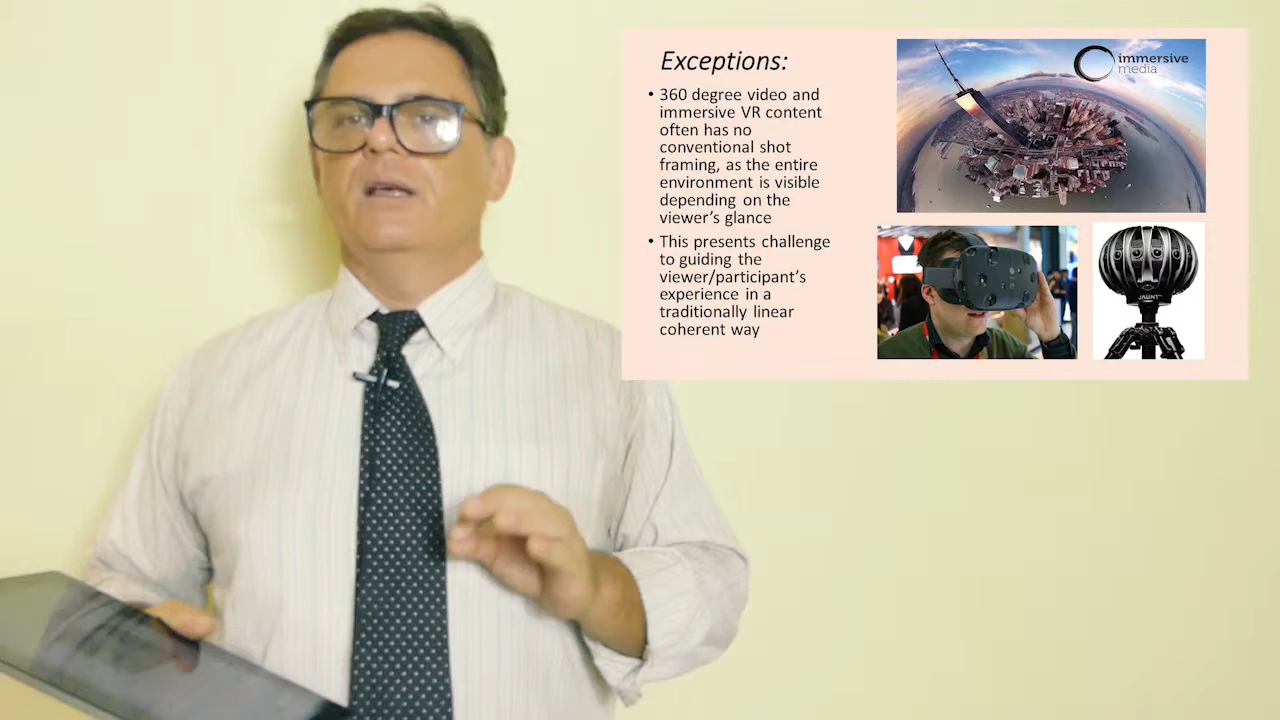 Exceptions:
• 360 degree video and
immersive VR content
often has no
conventional shot
framing, as the entire
environment is visible
depending on the
viewer's glance
• This presents challenge
to guiding the
viewer/participant's
experience in a
traditionally linear
coherent way
immersive
media
JAUNT